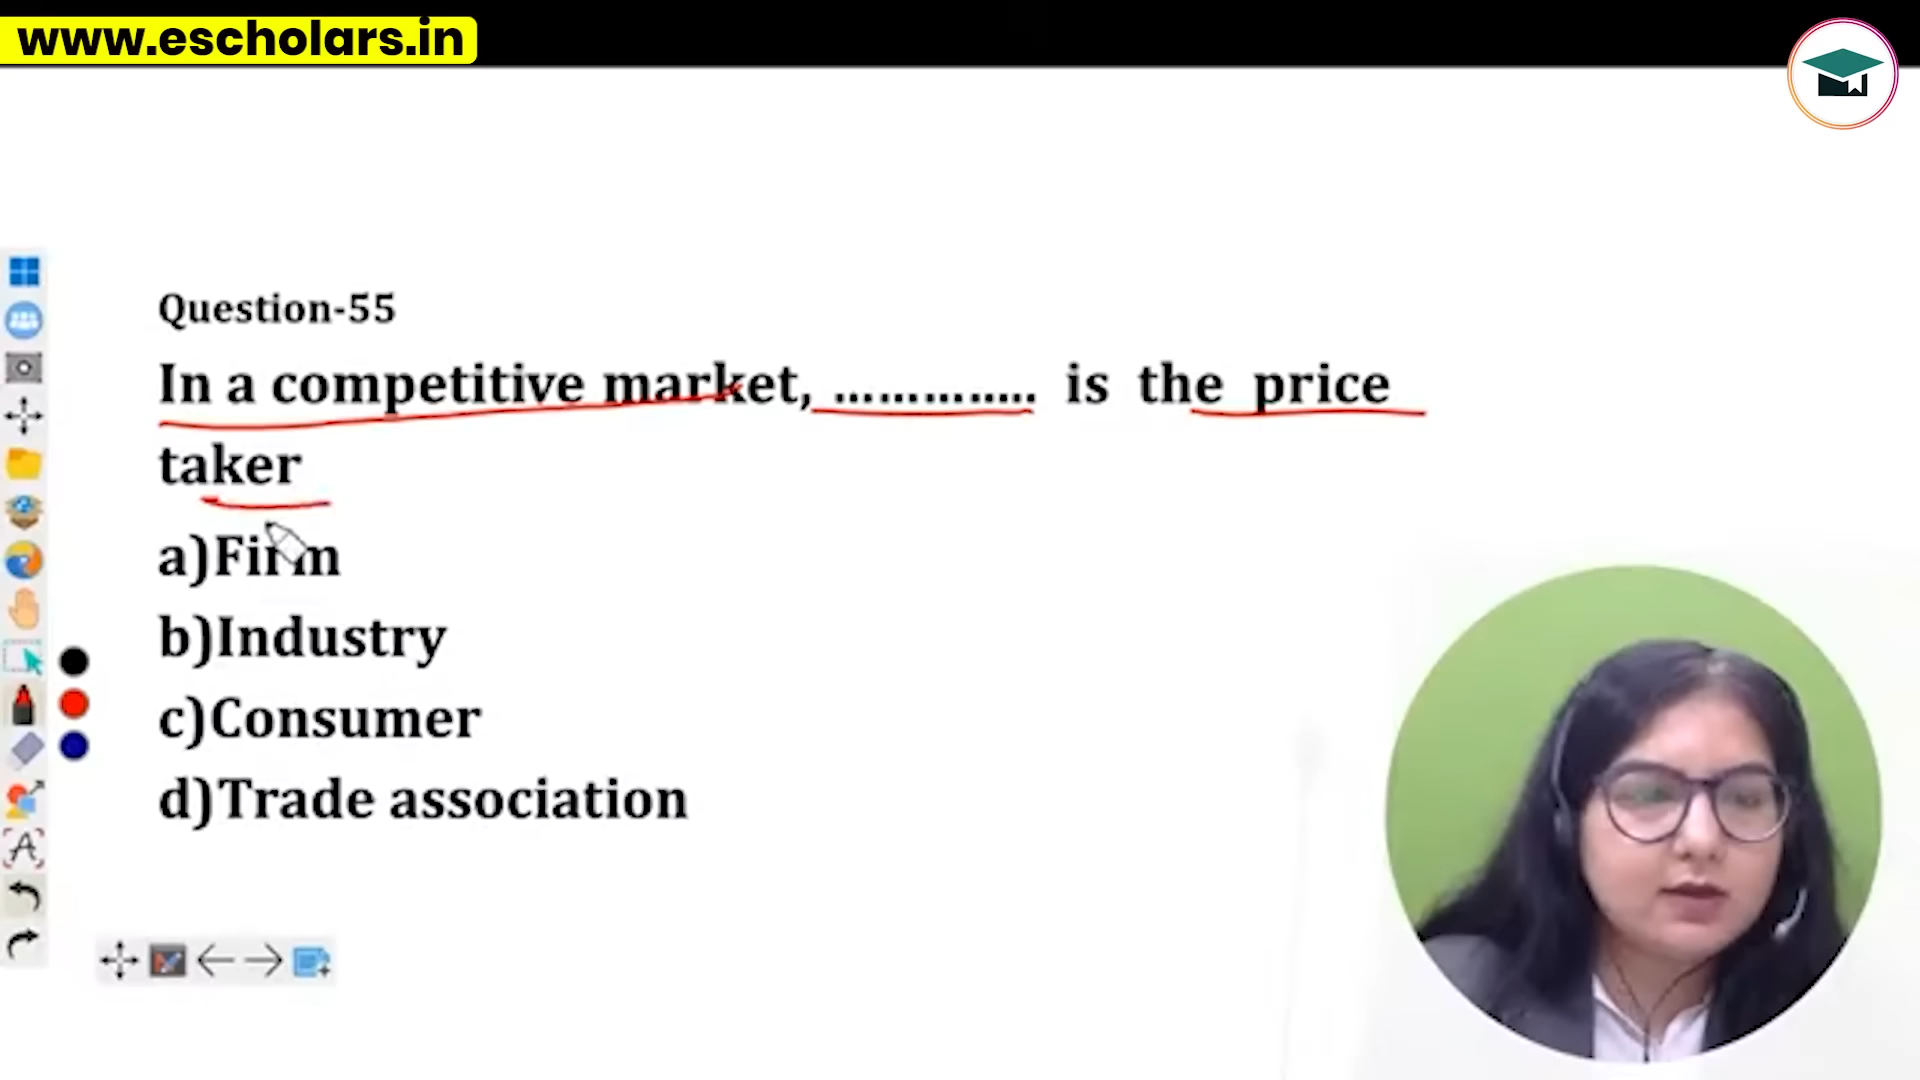 www.escholars.in
Question-55
In a competitive market, .............. is the price
taker
a)Firm
b)Industry
c)Consumer
d)Trade association